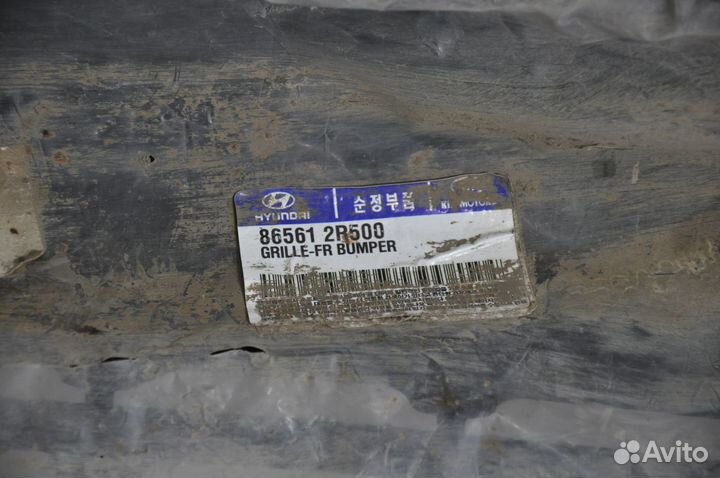 HYUNDAI 순정부품 KIA MOTORS
86561 2R500
GRILLE-FR BUMPER
Avito